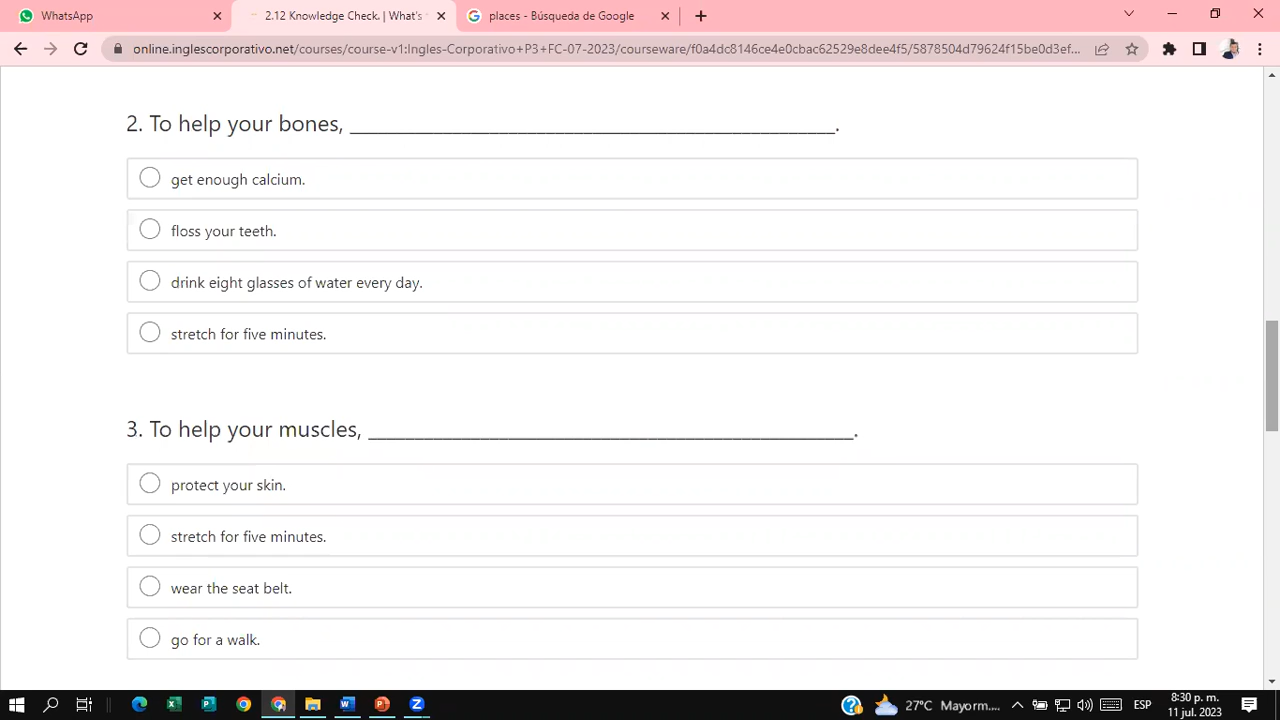 WhatsApp
2.12 Knowledge Check. | What's
places - Búsqueda de Google
online.inglescorporativo.net/courses/course-v1:Ingles-Corporativo+P3+FC-07-2023/courseware/f0a4dc8146ce4e0cbac62529e8dee4f5/5878504d79624f15be0d3ef...
2. To help your bones, ______________________________________________.
get enough calcium.
floss your teeth.
drink eight glasses of water every day.
stretch for five minutes.
3. To help your muscles, ______________________________________________.
protect your skin.
stretch for five minutes.
wear the seat belt.
go for a walk.
27°C Mayorm....
ESP
8:30 p. m.
11 jul. 2023